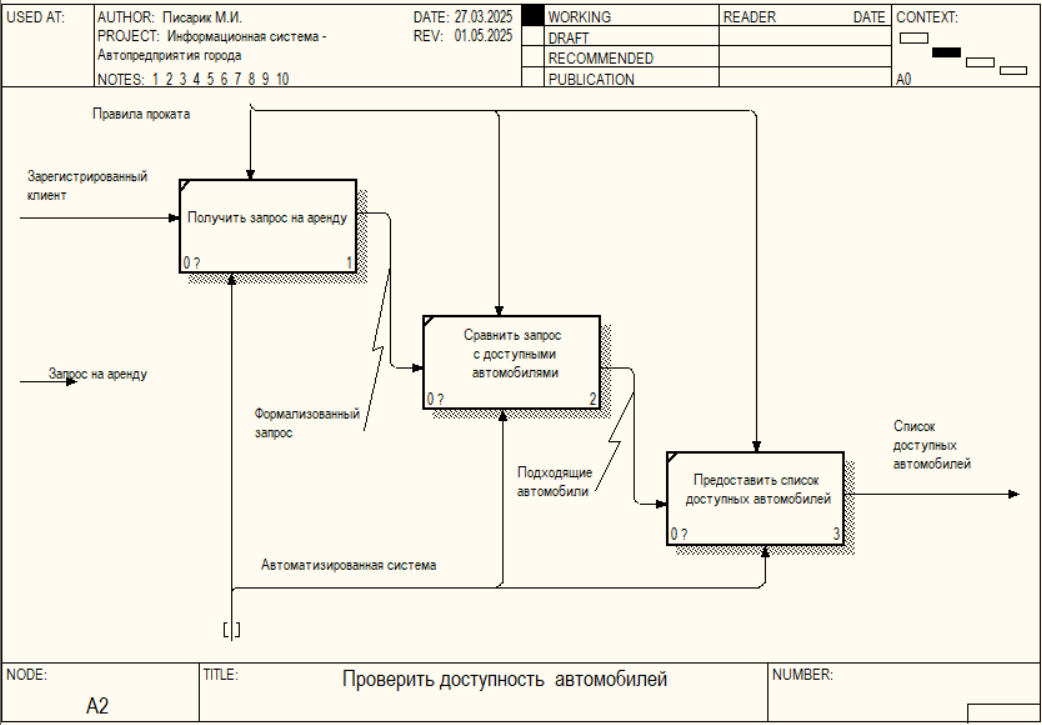 USED AT:
AUTHOR: Писарик М.И.
DATE: 27.03.2025
PROJECT: Информационная система -
REV: 01.05.2025
Автопредприятия города
NOTES: 1 2 3 4 5 6 7 8 9 10
WORKING
DRAFT
RECOMMENDED
PUBLICATION
READER DATE
CONTEXT:
A0
Правила проката
Зарегистрированный
клиент
Получить запрос на аренду
0 ? 1
Запрос на аренду
Сравнить запрос
с доступными
автомобилями
0 ? 2
Формализованный
запрос
Подходящие
автомобили
Список
доступных
автомобилей
Предоставить список
доступных автомобилей
0 ? 3
Автоматизированная система
[ ]
NODE:
A2
TITLE:
Проверить доступность автомобилей
NUMBER: